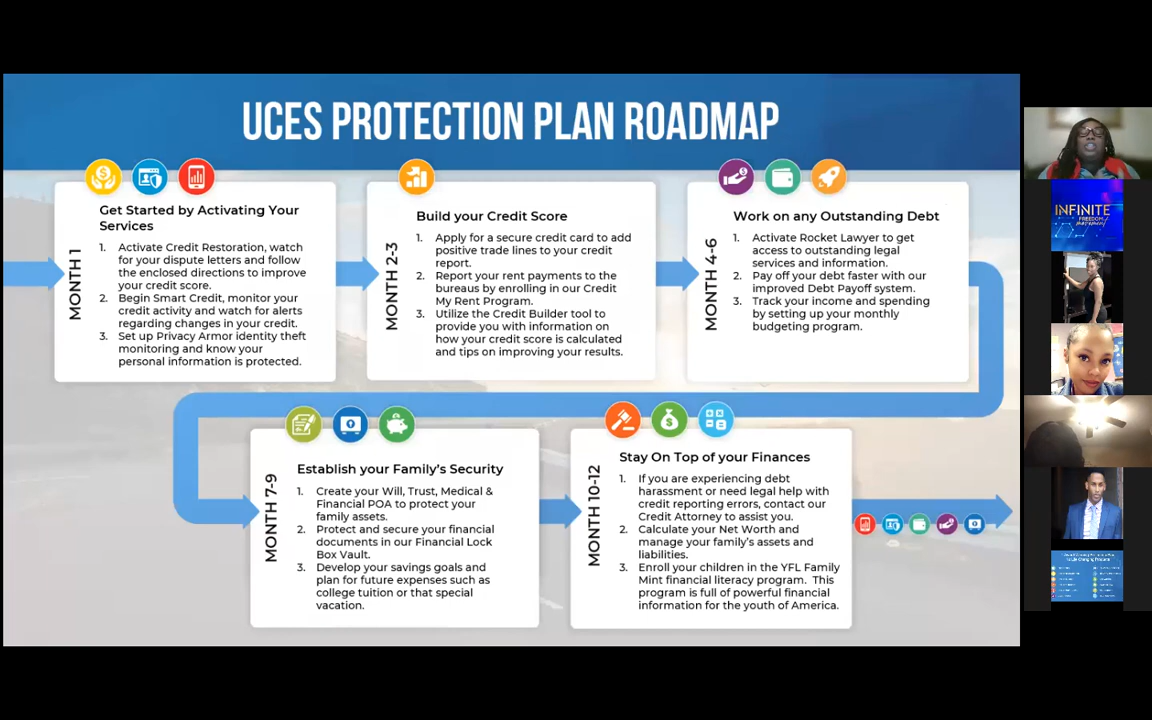 UCES PROTECTION PLAN ROADMAP
MONTH 1
Get Started by Activating Your
Services
1. Activate Credit Restoration, watch
for your dispute letters and follow
the enclosed directions to improve
your credit score.
2. Begin Smart Credit, monitor your
credit activity and watch for alerts
regarding changes in your credit.
3. Set up Privacy Armor identity theft
monitoring and know your
personal information is protected.
MONTH 2-3
Build your Credit Score
1. Apply for a secure credit card to add
positive trade lines to your credit
report.
2. Report your rent payments to the
bureaus by enrolling in our Credit
My Rent Program.
3. Utilize the Credit Builder tool to
provide you with information on
how your credit score is calculated
and tips on improving your results.
MONTH 4-6
Work on any Outstanding Debt
1. Activate Rocket Lawyer to get
access to outstanding legal
services and information.
2. Pay off your debt faster with our
improved Debt Payoff system.
3. Track your income and spending
by setting up your monthly
budgeting program.
MONTH 7-9
Establish your Family's Security
1. Create your Will, Trust, Medical &
Financial POA to protect your
family assets.
2. Protect and secure your financial
documents in our Financial Lock
Box Vault.
3. Develop your savings goals and
plan for future expenses such as
college tuition or that special
vacation.
MONTH 10-12
Stay On Top of your Finances
1. If you are experiencing debt
harassment or need legal help with
credit reporting errors, contact our
Credit Attorney to assist you.
2. Calculate your Net Worth and
manage your family's assets and
liabilities.
3. Enroll your children in the YFL Family
Mint financial literacy program. This
program is full of powerful financial
information for the youth of America.
INFINITE
FREEDOM